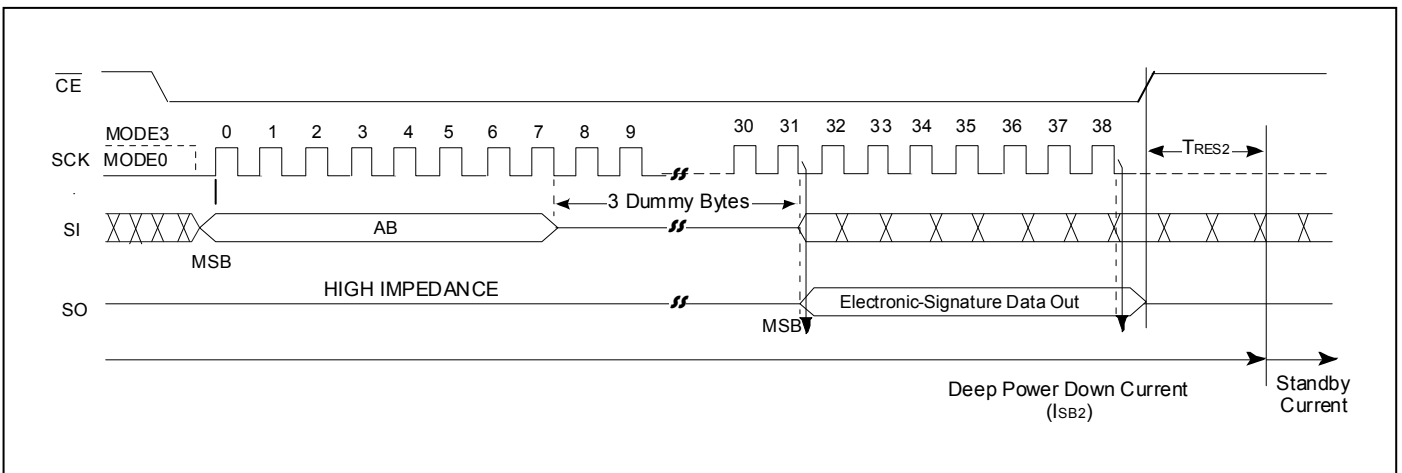 CE
MODE3
0 1 2 3 4 5 6 7 8 9 30 31 32 33 34 35 36 37 38
SCK MODE0
TRES2
3 Dummy Bytes
SI
AB
MSB
HIGH IMPEDANCE
SO
Electronic-Signature Data Out
MSB
Deep Power Down Current
(ISB2)
Standby
Current